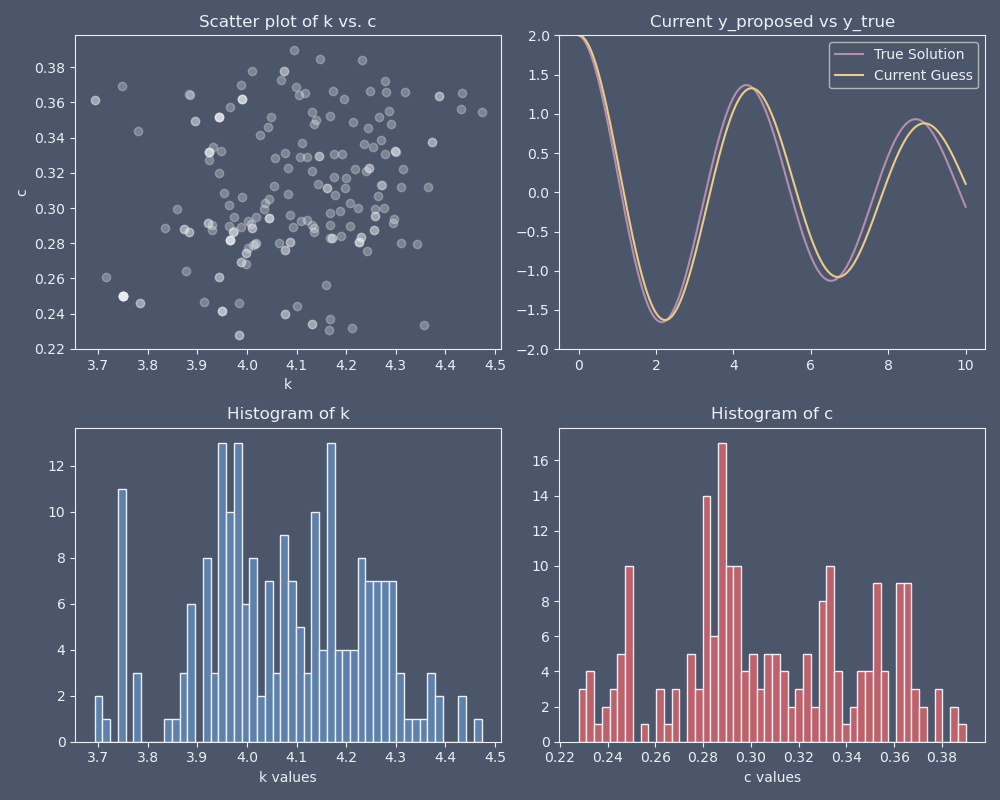 Scatter plot of k vs. c
c
0.38
0.36
0.34
0.32
0.30
0.28
0.26
0.24
0.22
3.7 3.8 3.9 4.0 4.1 4.2 4.3 4.4 4.5
k
Current y_proposed vs y_true
True Solution
Current Guess
2.0
1.5
1.0
0.5
0.0
−0.5
−1.0
−1.5
−2.0
0 2 4 6 8 10
Histogram of k
12
10
8
6
4
2
0
3.7 3.8 3.9 4.0 4.1 4.2 4.3 4.4 4.5
k values
Histogram of c
16
14
12
10
8
6
4
2
0
0.22 0.24 0.26 0.28 0.30 0.32 0.34 0.36 0.38
c values